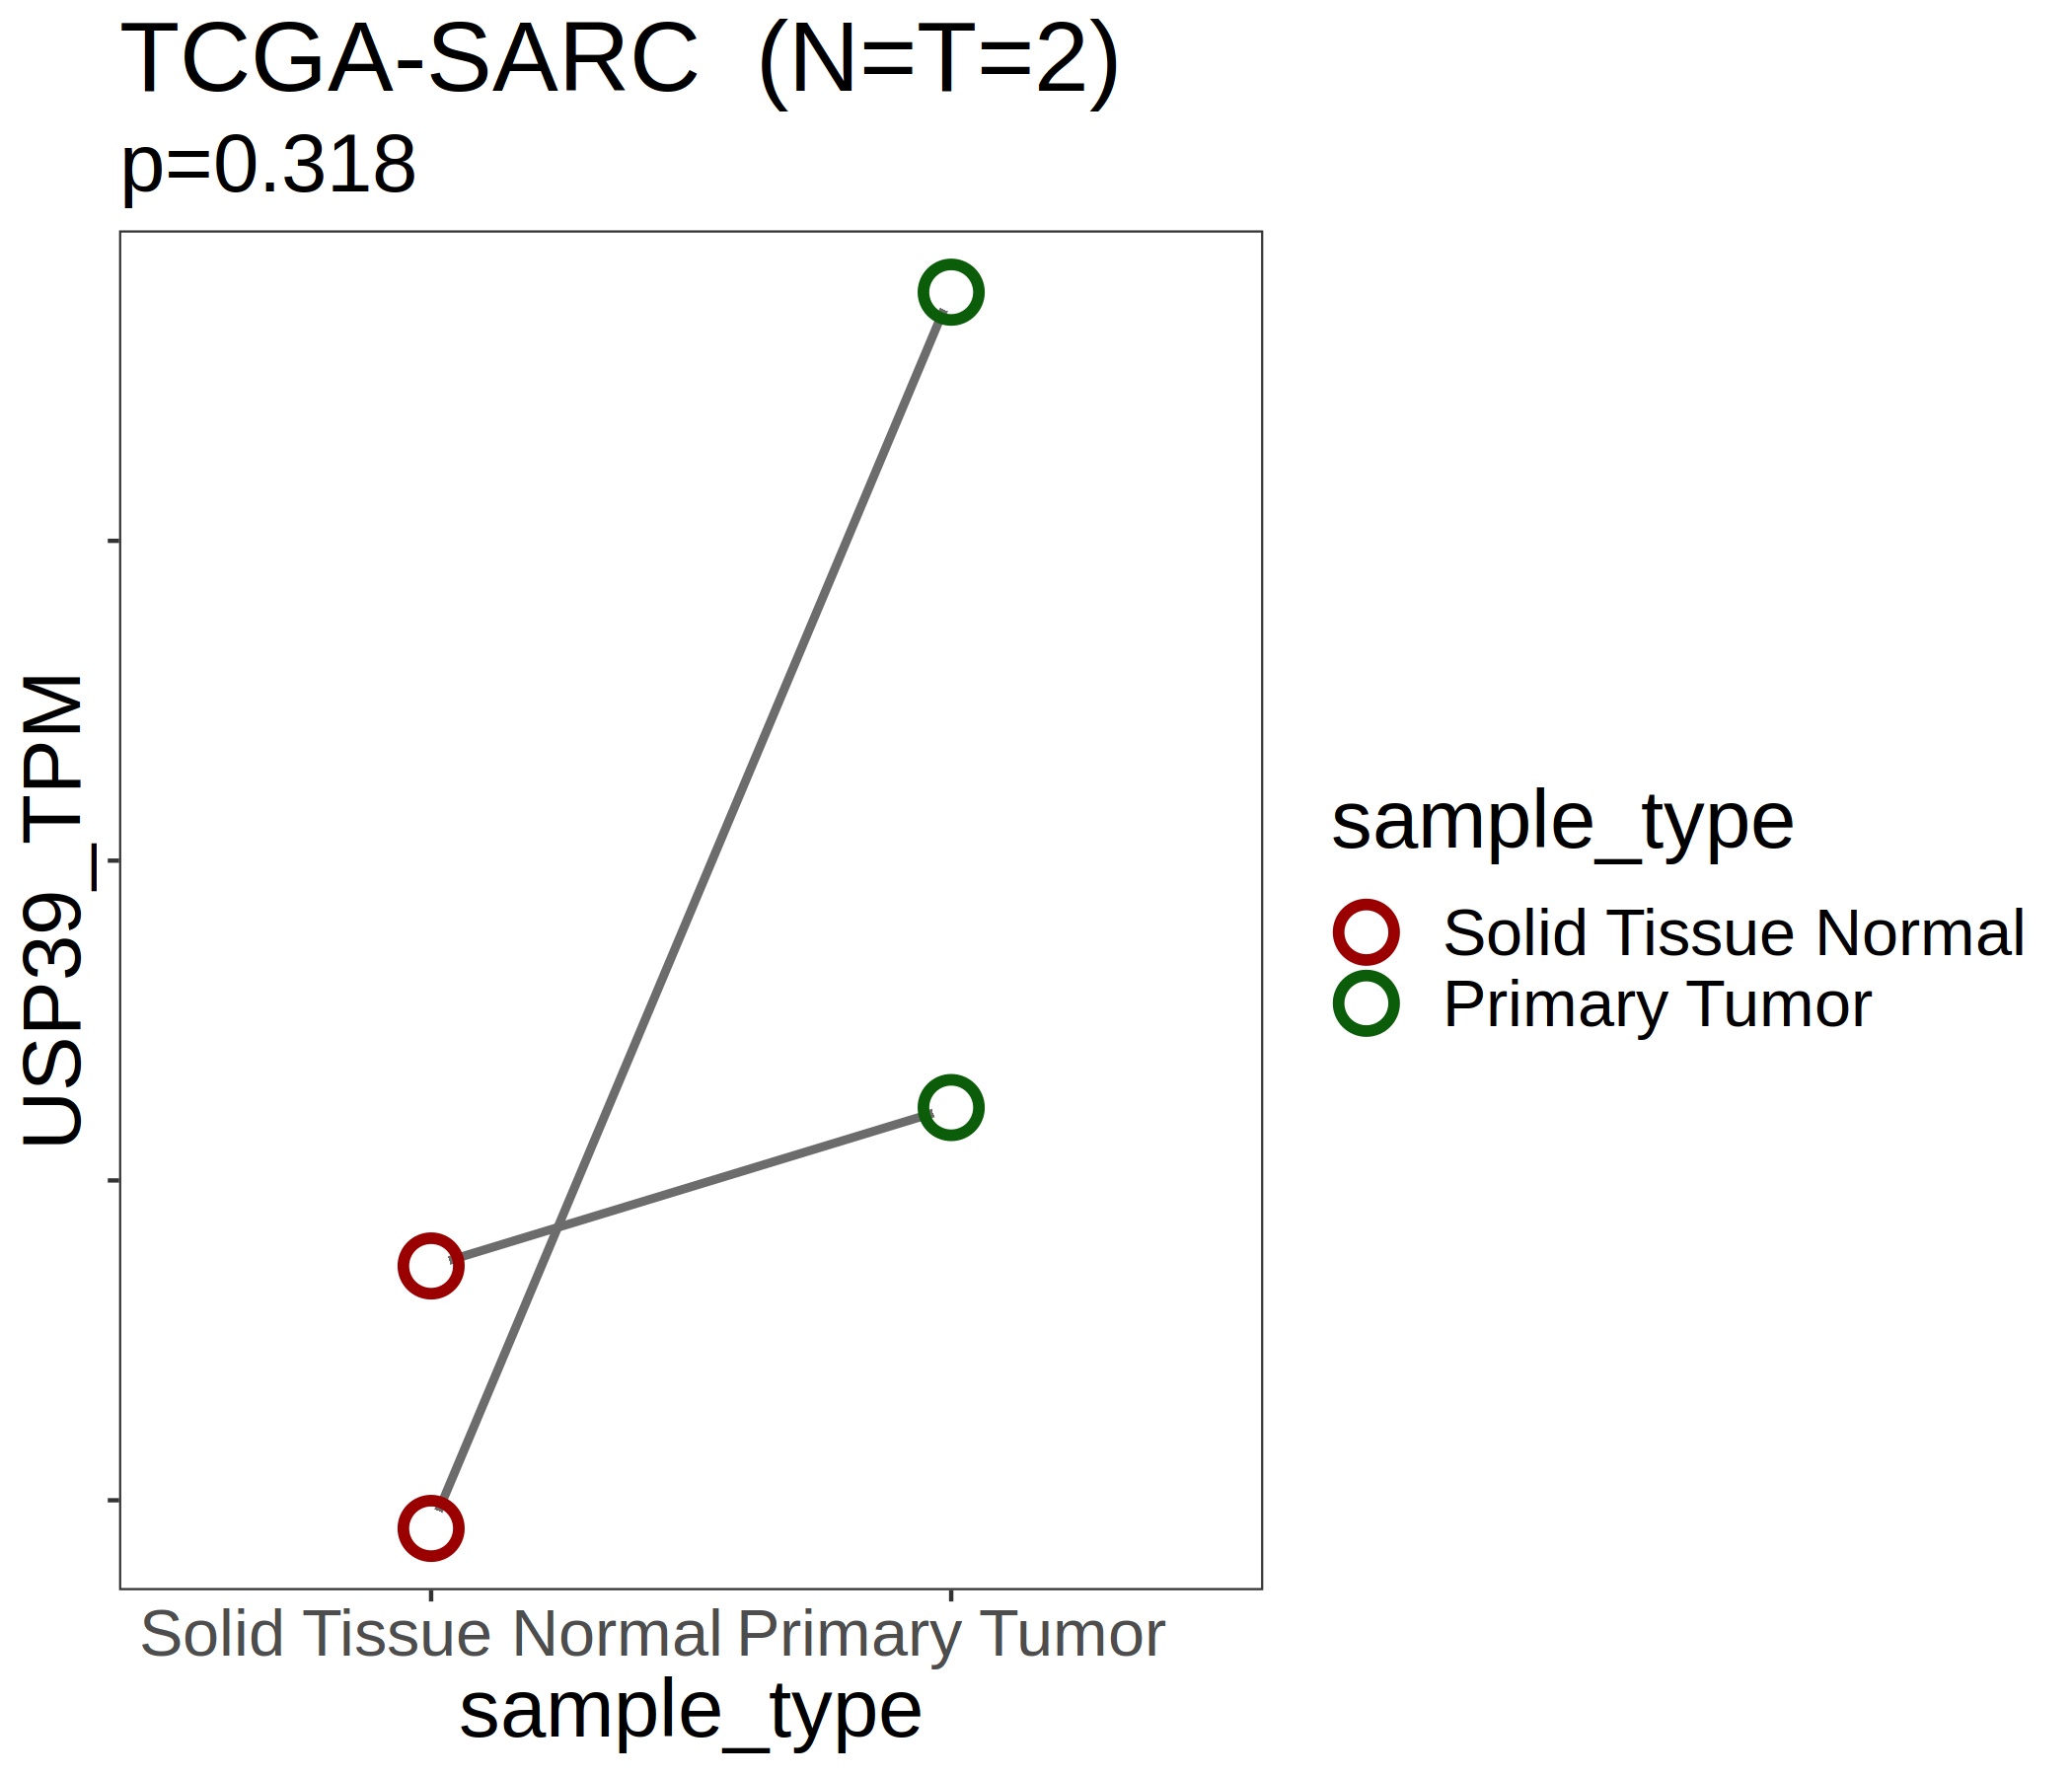 TCGA-SARC (N=T=2)
p=0.318
USP39_TPM
Solid Tissue Normal
Primary Tumor
sample_type
sample_type
Solid Tissue Normal
Primary Tumor